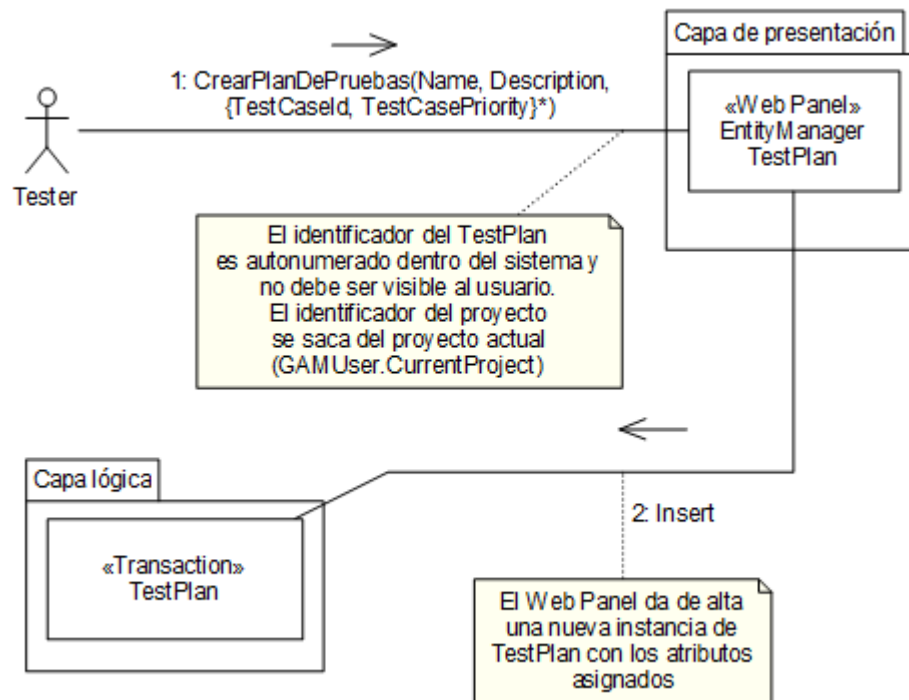 Capa de presentación
1: CrearPlanDePruebas(Name, Description,
{TestCaseId, TestCasePriority}*)
«Web Panel»
EntityManager
TestPlan
Tester
El identificador del TestPlan
es autonumerado dentro del sistema y
no debe ser visible al usuario.
El identificador del proyecto
se saca del proyecto actual
(GAMUser.CurrentProject)
Capa lógica
«Transaction»
TestPlan
2: Insert
El Web Panel da de alta
una nueva instancia de
TestPlan con los atributos
asignados